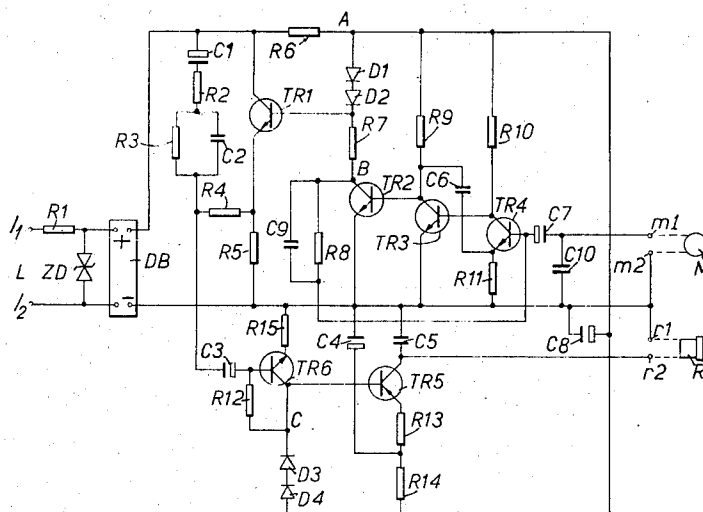 A
C1
R6
D1
R2
TR1
D2
R9
R10
R3
R7
C2
B
TR2
C6
R4
TR4
C7
R1
C9
m1
l1
+
R5
R8
TR3
C10
L
ZD
DB
R11
m2
M
l2
-
R15
C4
C5
C8
r1
C3
TR6
r2
R
R12
TR5
C
R13
D3
D4
R14